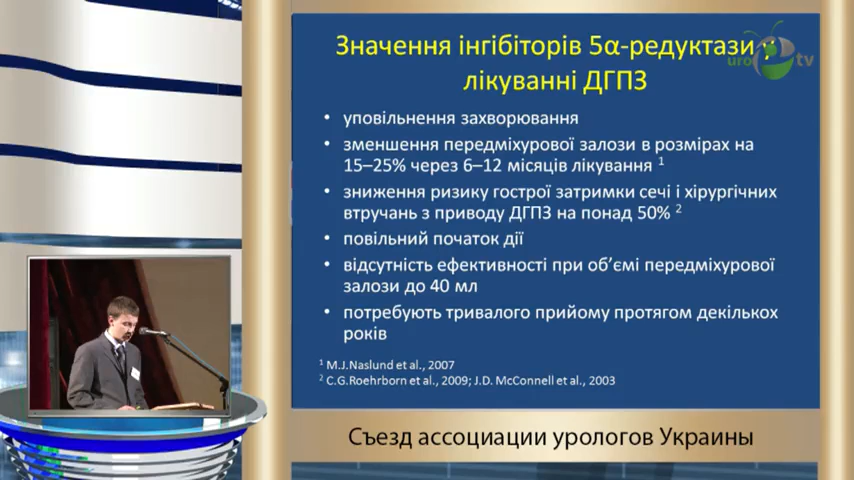 Значення інгібіторів 5α-редуктази у
лікуванні ДГПЗ
uro tv
• уповільнення захворювання
• зменшення передміхурової залози в розмірах на
15–25% через 6–12 місяців лікування ¹
• зниження ризику гострої затримки сечі і хірургічних
втручань з приводу ДГПЗ на понад 50% ²
• повільний початок дії
• відсутність ефективності при об’ємі передміхурової
залози до 40 мл
• потребують тривалого прийому протягом декількох
років
¹ M.J.Naslund et al., 2007
² C.G.Roehrborn et al., 2009; J.D. McConnell et al., 2003
Съезд ассоциации урологов Украины